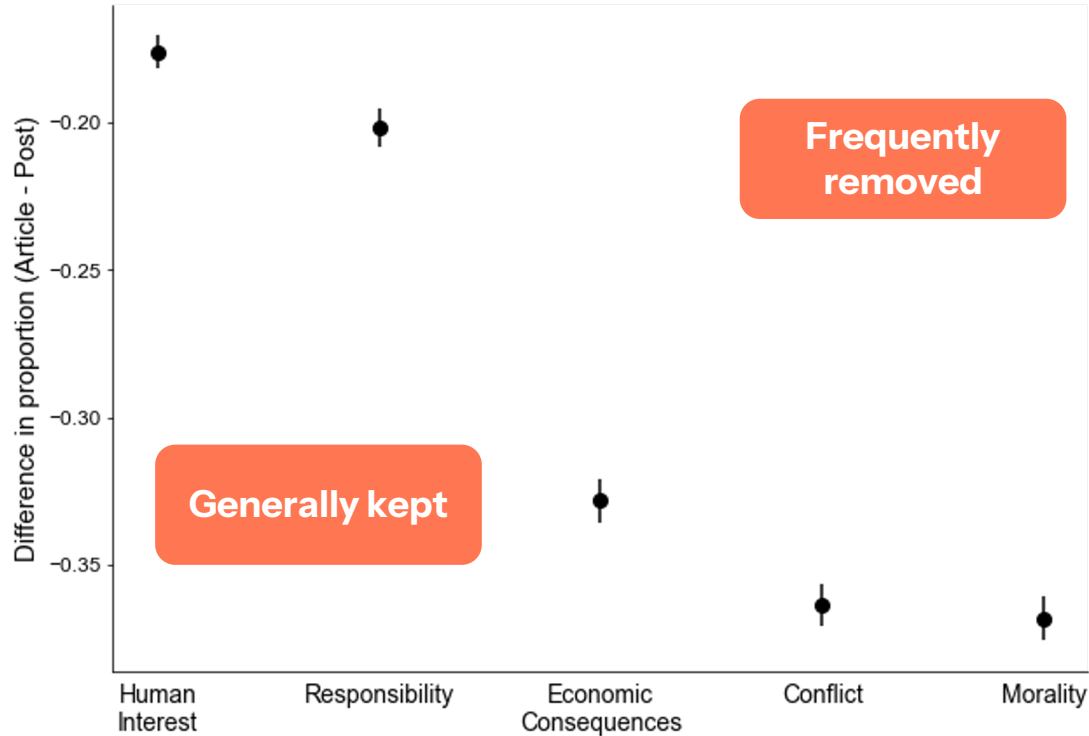 Difference in proportion (Article - Post)
−0.20
−0.25
−0.30
−0.35
Frequently
removed
Generally kept
Human
Interest
Responsibility
Economic
Consequences
Conflict
Morality